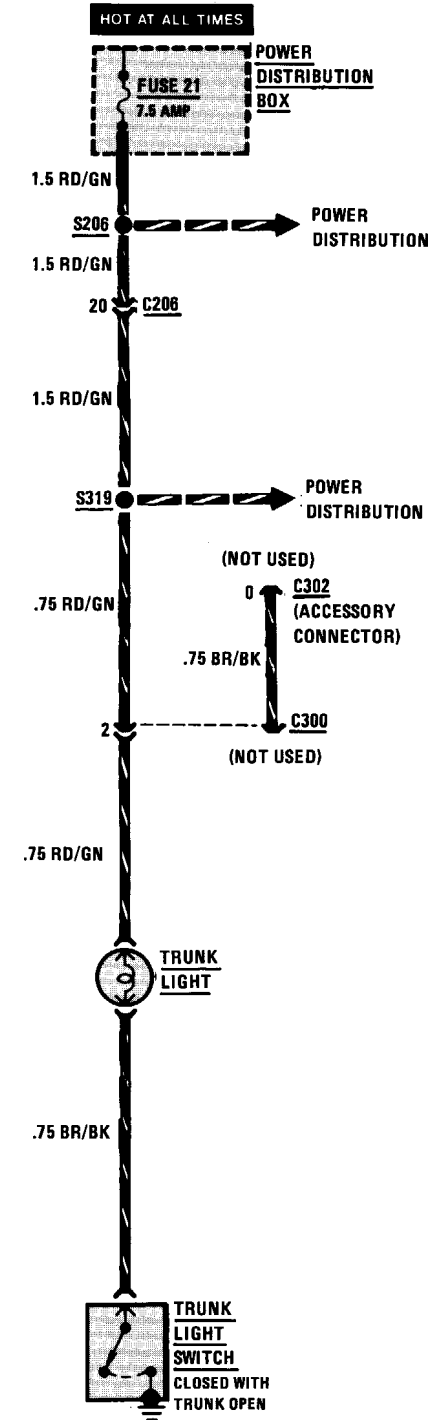 HOT AT ALL TIMES
POWER
DISTRIBUTION
BOX
FUSE 21
7.5 AMP
1.5 RD/GN
S206
POWER
DISTRIBUTION
1.5 RD/GN
20
C206
1.5 RD/GN
S319
POWER
DISTRIBUTION
(NOT USED)
0
C302
(ACCESSORY
CONNECTOR)
.75 RD/GN
.75 BR/BK
2
C300
(NOT USED)
.75 RD/GN
TRUNK
LIGHT
.75 BR/BK
TRUNK
LIGHT
SWITCH
CLOSED WITH
TRUNK OPEN